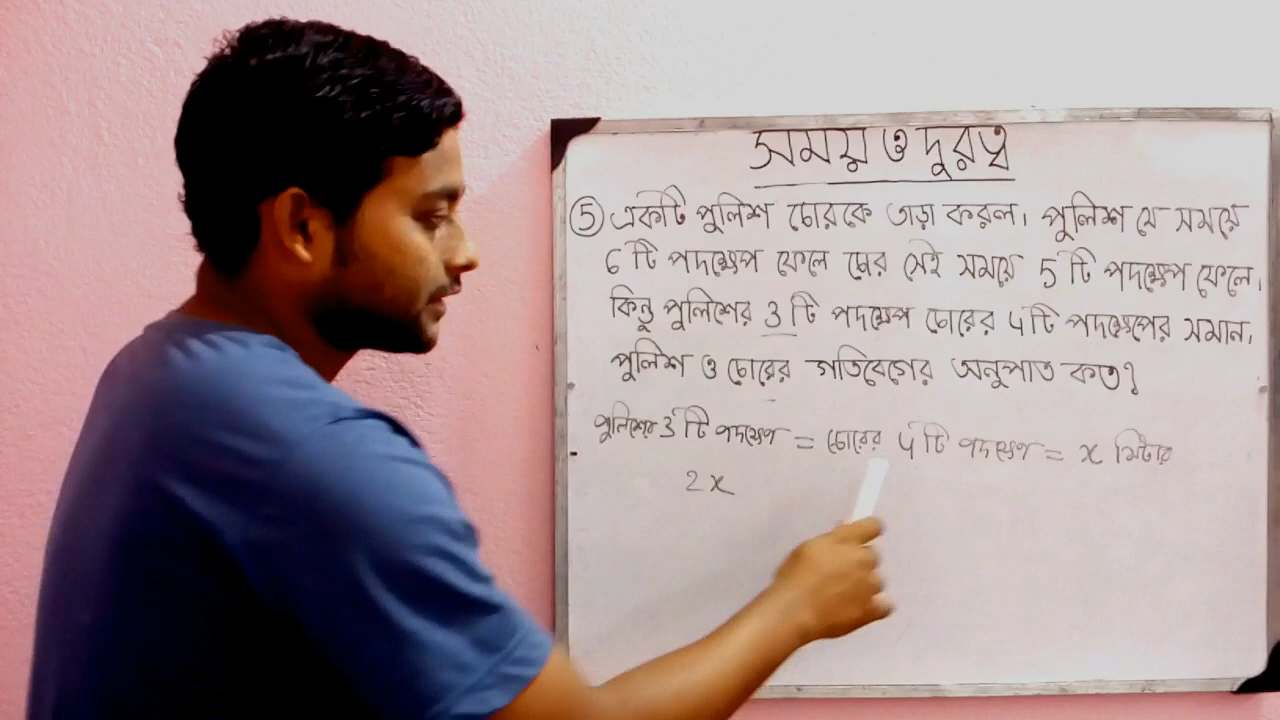 সময় ও দুরত্ব
⑤ একটি পুলিশ চোরকে তাড়া করল। পুলিশ যে সময়ে
6 টি পদক্ষেপ ফেলে চোর সেই সময়ে 5 টি পদক্ষেপ ফেলে।
কিন্তু পুলিশের 3 টি পদক্ষেপ চোরের 4 টি পদক্ষেপের সমান।
পুলিশ ও চোরের গতিবেগের অনুপাত কত?
পুলিশের 3 টি পদক্ষেপ = চোরের 4 টি পদক্ষেপ = x মিটার
2x